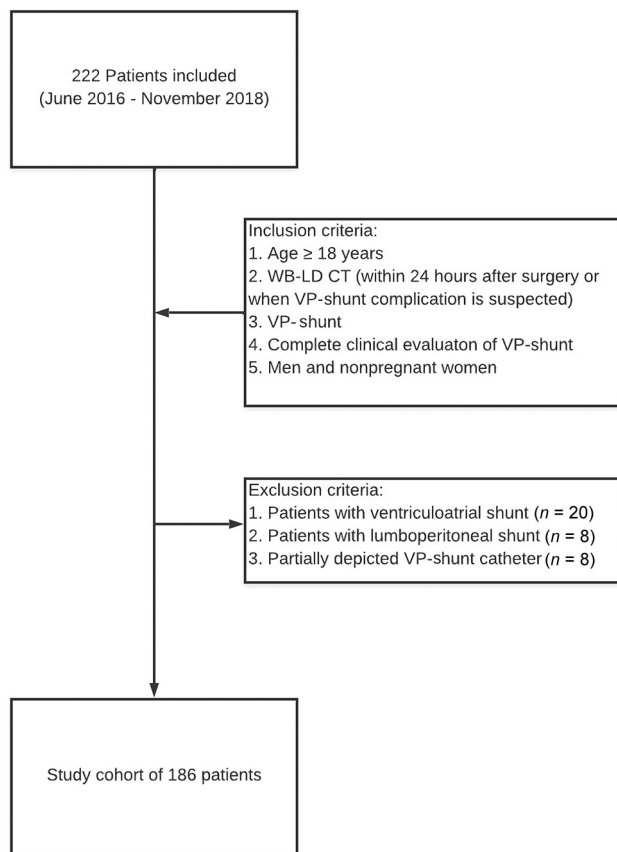 222 Patients included
(June 2016 - November 2018)
Inclusion criteria:
1. Age ≥ 18 years
2. WB-LD CT (within 24 hours after surgery or
when VP-shunt complication is suspected)
3. VP-shunt
4. Complete clinical evaluaton of VP-shunt
5. Men and nonpregnant women
Exclusion criteria:
1. Patients with ventriculoatrial shunt (n = 20)
2. Patients with lumboperitoneal shunt (n = 8)
3. Partially depicted VP-shunt catheter (n = 8)
Study cohort of 186 patients